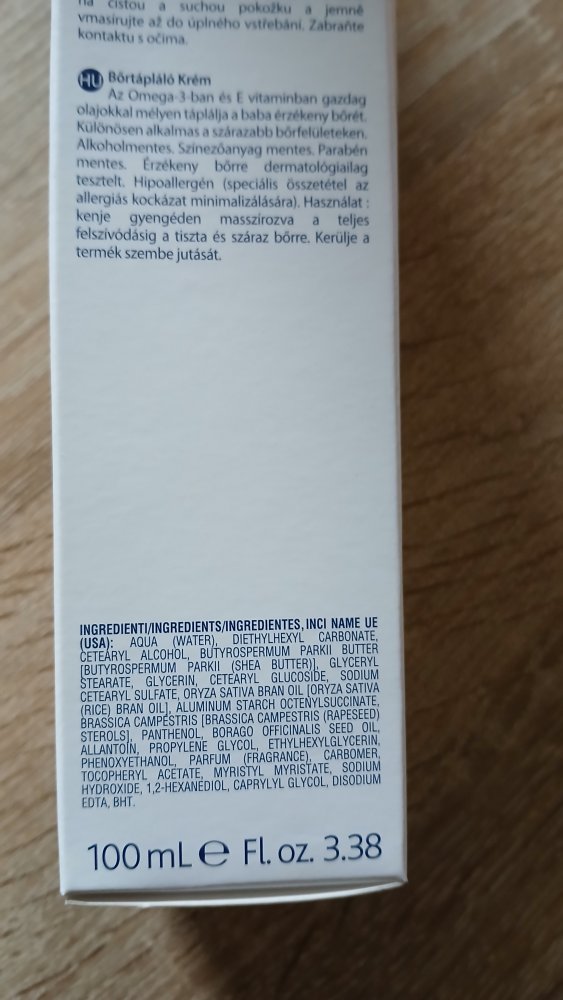 na čistou a suchou pokožku a jemně
vmasírujte až do úplného vstřebání. Zabraňte
kontaktu s očima.
HU Bőrtápláló Krém
Az Omega-3-ban és E vitaminban gazdag
olajokkal mélyen táplálja a baba érzékeny bőrét.
Különösen alkalmas a szárazabb bőrfelületeken.
Alkoholmentes. Színezőanyag mentes. Parabén
mentes. Érzékeny bőrre dermatológiailag
tesztelt. Hipoallergén (speciális összetétel az
allergiás kockázat minimalizálására). Használat :
kenje gyengéden masszírozva a teljes
felszívódásig a tiszta és száraz bőrre. Kerülje a
termék szembe jutását.
INGREDIENTI/INGREDIENTS/INGREDIENTES, INCI NAME UE
(USA): AQUA (WATER), DIETHYLHEXYL CARBONATE,
CETEARYL ALCOHOL, BUTYROSPERMUM PARKII BUTTER
[BUTYROSPERMUM PARKII (SHEA BUTTER)], GLYCERYL
STEARATE, GLYCERIN, CETEARYL GLUCOSIDE, SODIUM
CETEARYL SULFATE, ORYZA SATIVA BRAN OIL [ORYZA SATIVA
(RICE) BRAN OIL], ALUMINUM STARCH OCTENYLSUCCINATE,
BRASSICA CAMPESTRIS [BRASSICA CAMPESTRIS (RAPESEED)
STEROLS], PANTHENOL, BORAGO OFFICINALIS SEED OIL,
ALLANTOIN, PROPYLENE GLYCOL, ETHYLHEXYLGLYCERIN,
PHENOXYETHANOL, PARFUM (FRAGRANCE), CARBOMER,
TOCOPHERYL ACETATE, MYRISTYL MYRISTATE, SODIUM
HYDROXIDE, 1,2-HEXANEDIOL, CAPRYLYL GLYCOL, DISODIUM
EDTA, BHT.
100 mL ℮ Fl. oz. 3.38